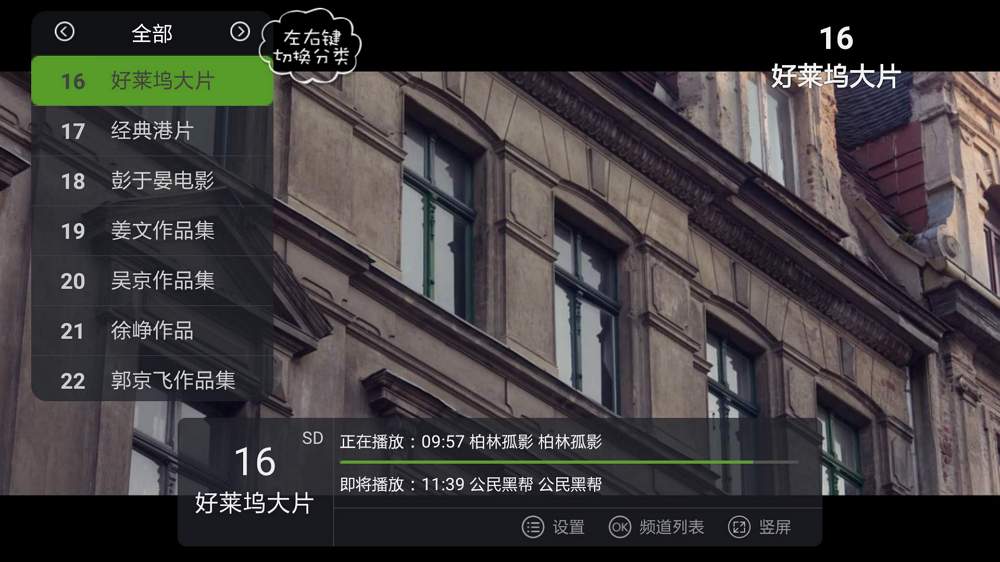 全部
左右键
切换分类
16
好莱坞大片
16 好莱坞大片
17 经典港片
18 彭于晏电影
19 姜文作品集
20 吴京作品集
21 徐峥作品
22 郭京飞作品集
SD
16
好莱坞大片
正在播放：09:57 柏林孤影 柏林孤影
即将播放：11:39 公民黑帮 公民黑帮
设置
OK 频道列表
竖屏